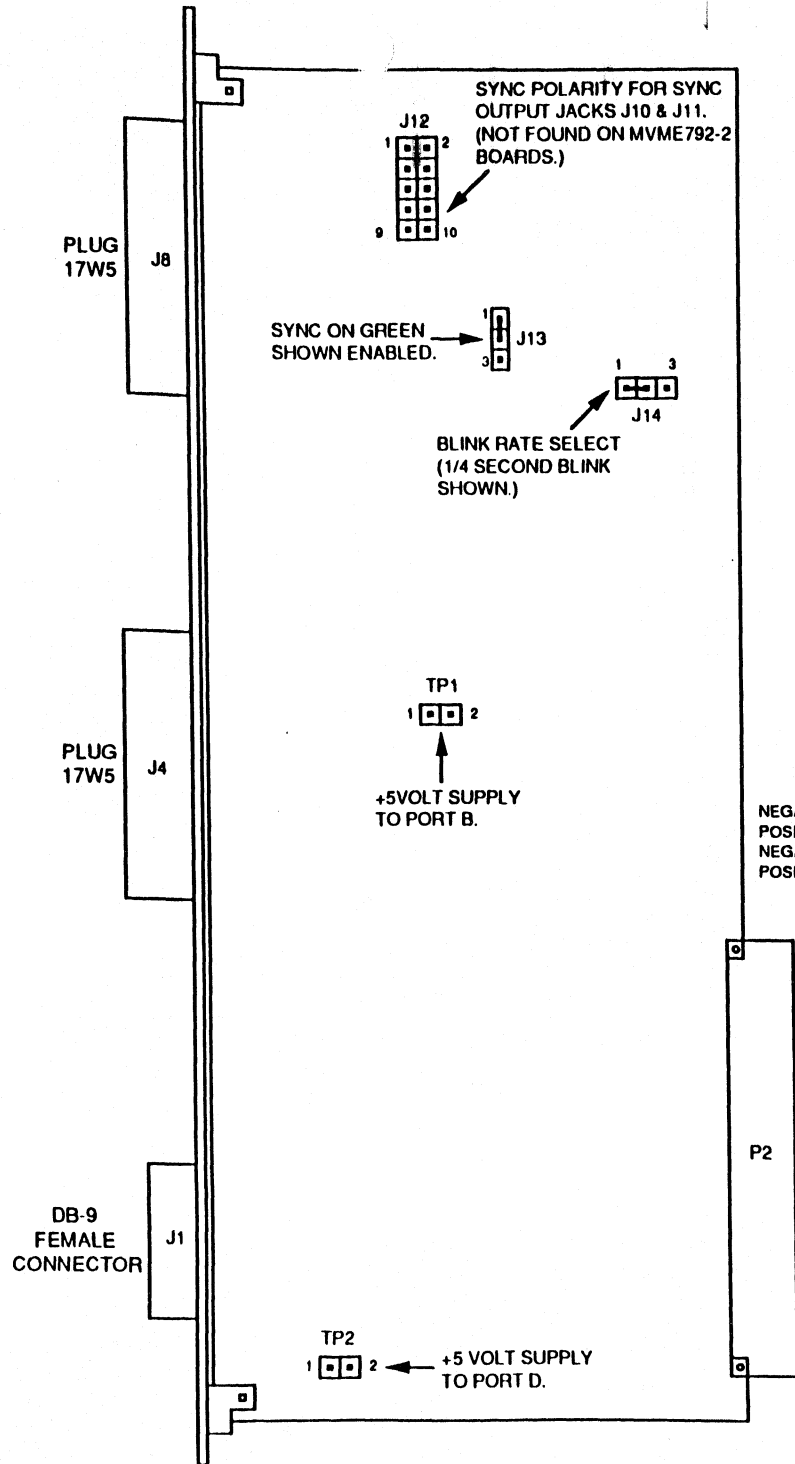 SYNC POLARITY FOR SYNC
OUTPUT JACKS J10 & J11.
(NOT FOUND ON MVME792-2
BOARDS.)
J12
1
2
9
10
PLUG
17W5
J8
SYNC ON GREEN
SHOWN ENABLED.
1
3
J13
1
3
J14
BLINK RATE SELECT
(1/4 SECOND BLINK
SHOWN.)
TP1
1
2
+5VOLT SUPPLY
TO PORT B.
PLUG
17W5
J4
P2
DB-9
FEMALE
CONNECTOR
J1
TP2
1
2
+5 VOLT SUPPLY
TO PORT D.